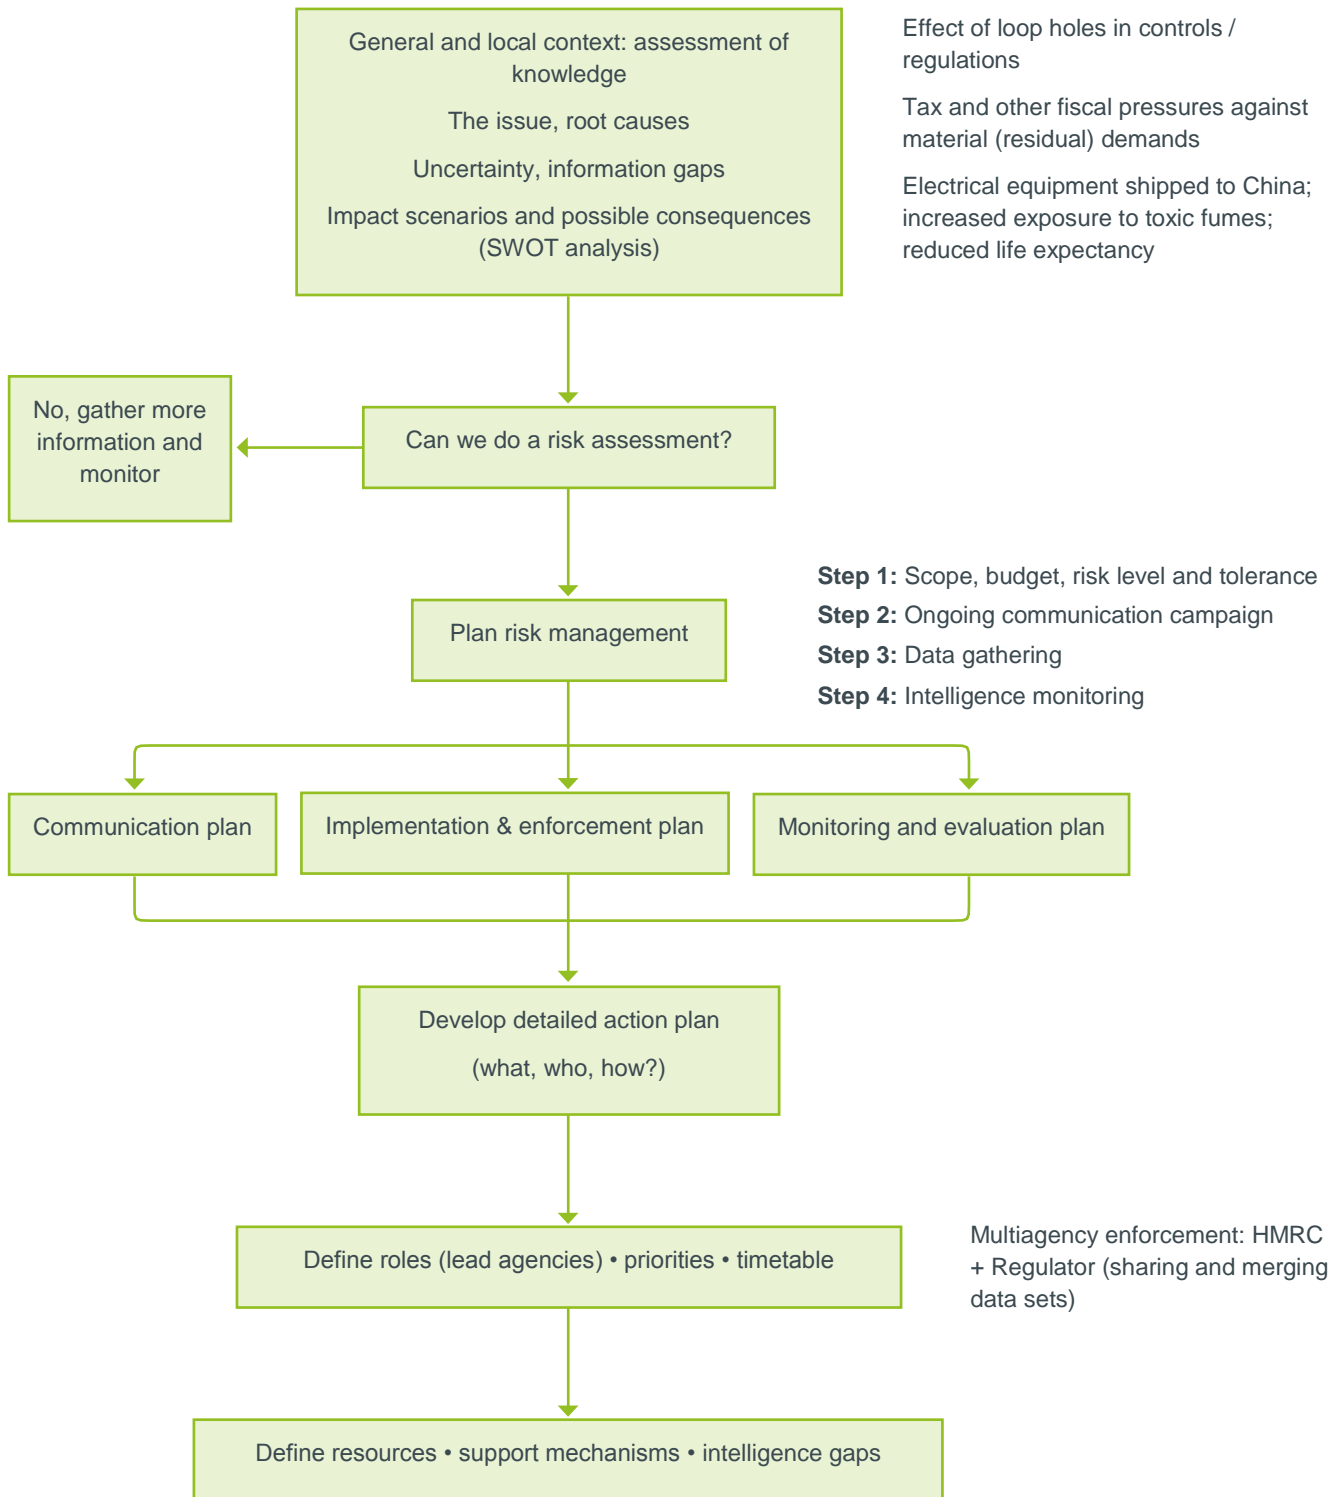 General and local context: assessment of
knowledge
The issue, root causes
Uncertainty, information gaps
Impact scenarios and possible consequences
(SWOT analysis)
Effect of loop holes in controls /
regulations
Tax and other fiscal pressures against
material (residual) demands
Electrical equipment shipped to China;
increased exposure to toxic fumes;
reduced life expectancy
No, gather more
information and
monitor
Can we do a risk assessment?
Plan risk management
Step 1: Scope, budget, risk level and tolerance
Step 2: Ongoing communication campaign
Step 3: Data gathering
Step 4: Intelligence monitoring
Communication plan
Implementation & enforcement plan
Monitoring and evaluation plan
Develop detailed action plan
(what, who, how?)
Define roles (lead agencies) • priorities • timetable
Multiagency enforcement: HMRC
+ Regulator (sharing and merging
data sets)
Define resources • support mechanisms • intelligence gaps